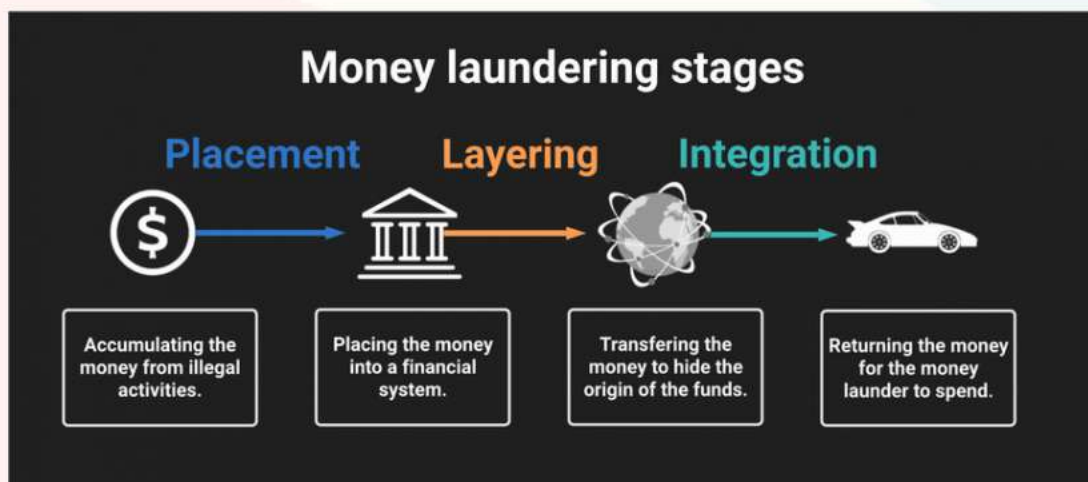 Money laundering stages
Placement
Layering
Integration
$
Accumulating the
money from illegal
activities.
Placing the money
into a financial
system.
Transfering the
money to hide the
origin of the funds.
Returning the money
for the money
launder to spend.